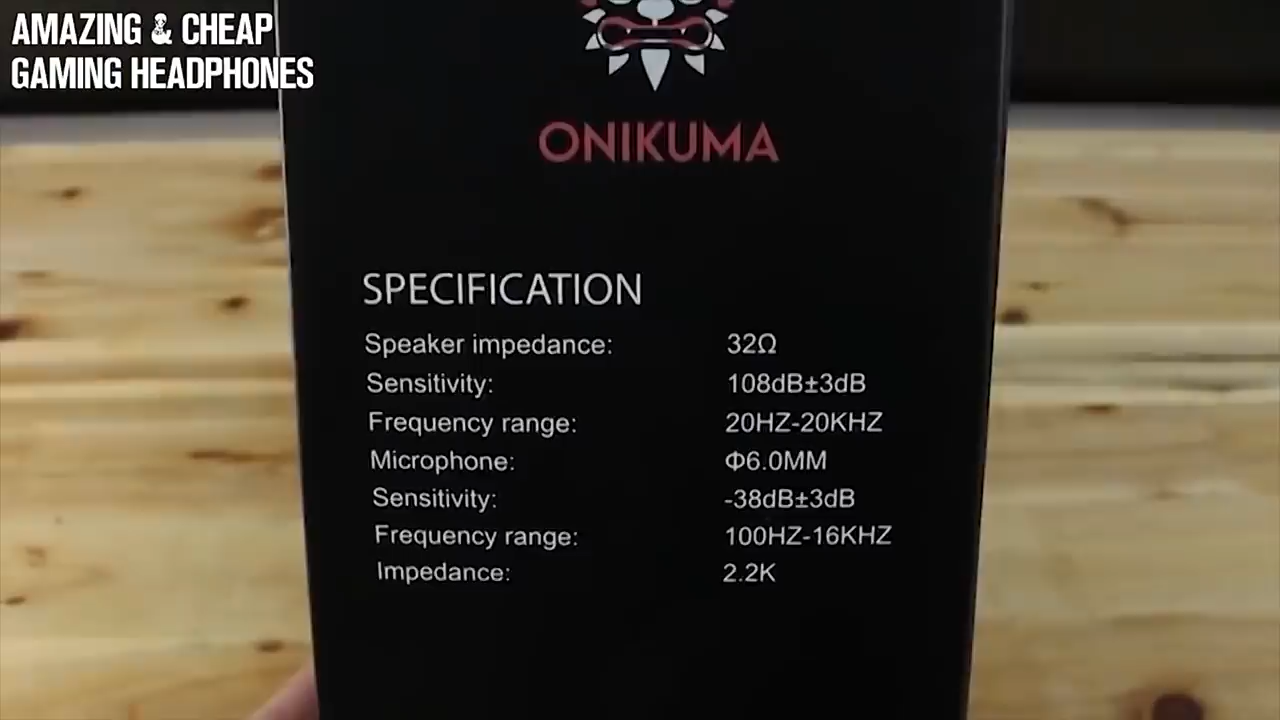 AMAZING & CHEAP
GAMING HEADPHONES
ONIKUMA
SPECIFICATION
Speaker impedance: 32Ω
Sensitivity: 108dB±3dB
Frequency range: 20HZ-20KHZ
Microphone: Φ6.0MM
Sensitivity: -38dB±3dB
Frequency range: 100HZ-16KHZ
Impedance: 2.2K